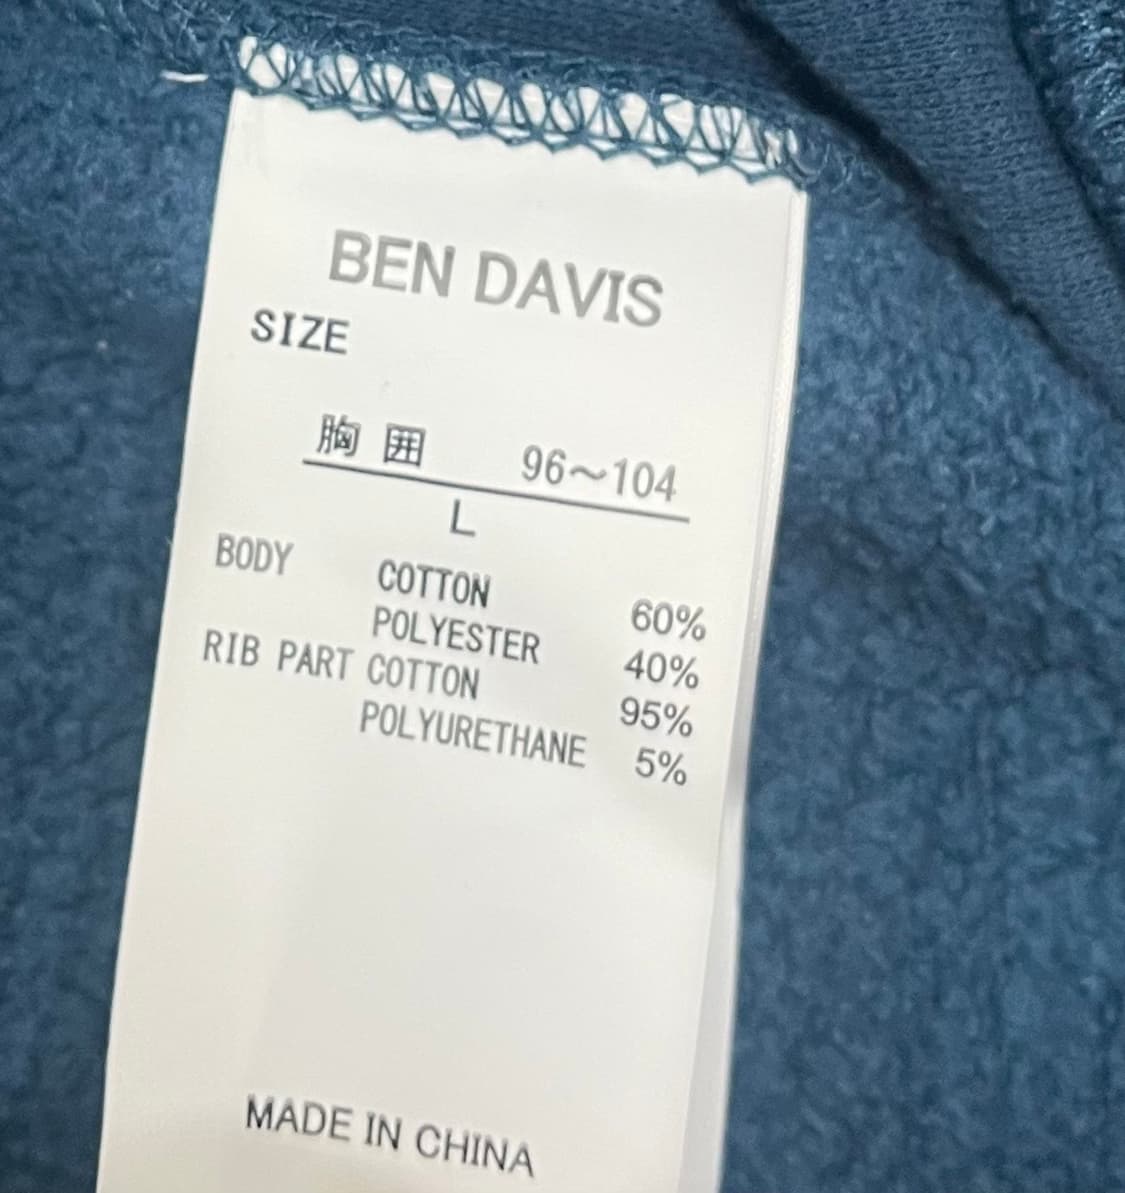 BEN DAVIS
SIZE
胸 囲 96～104
L
BODY COTTON 60%
POLYESTER 40%
RIB PART COTTON 95%
POLYURETHANE 5%
MADE IN CHINA